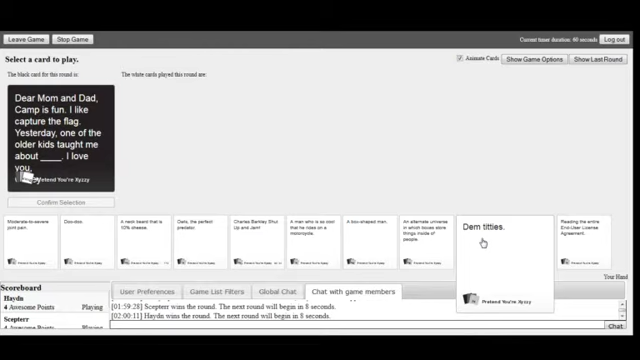 Leave Game Stop Game Current timer duration: 60 seconds Log out
Select a card to play. Animate Cards Show Game Options Show Last Round
The black card for this round is: The white cards played this round are:
Dear Mom and Dad,
Camp is fun. I like
capture the flag.
Yesterday, one of the
older kids taught me
about ____. I love
you,
Pretend You're Xyzzy
Confirm Selection
Moderate-to-severe
joint pain.
Doo-doo.
A neck beard that is
10% cheese.
Darts, the perfect
predator.
Charles Barkley Shut
Up and Jam!
A man who is so cool
that he rides on a
motorcycle.
A box-shaped man.
An alternate universe
in which boxes store
things inside of
people.
Dem titties.
Pretend You're Xyzzy
Reading the entire
End-User License
Agreement.
Your Hand
Scoreboard
Haydn
4 Awesome Points Playing
Scepterr
4 Awesome Points Playing
User Preferences Game List Filters Global Chat Chat with game members
[01:59:28] Scepterr wins the round. The next round will begin in 8 seconds.
[02:00:11] Haydn wins the round. The next round will begin in 8 seconds.
Chat